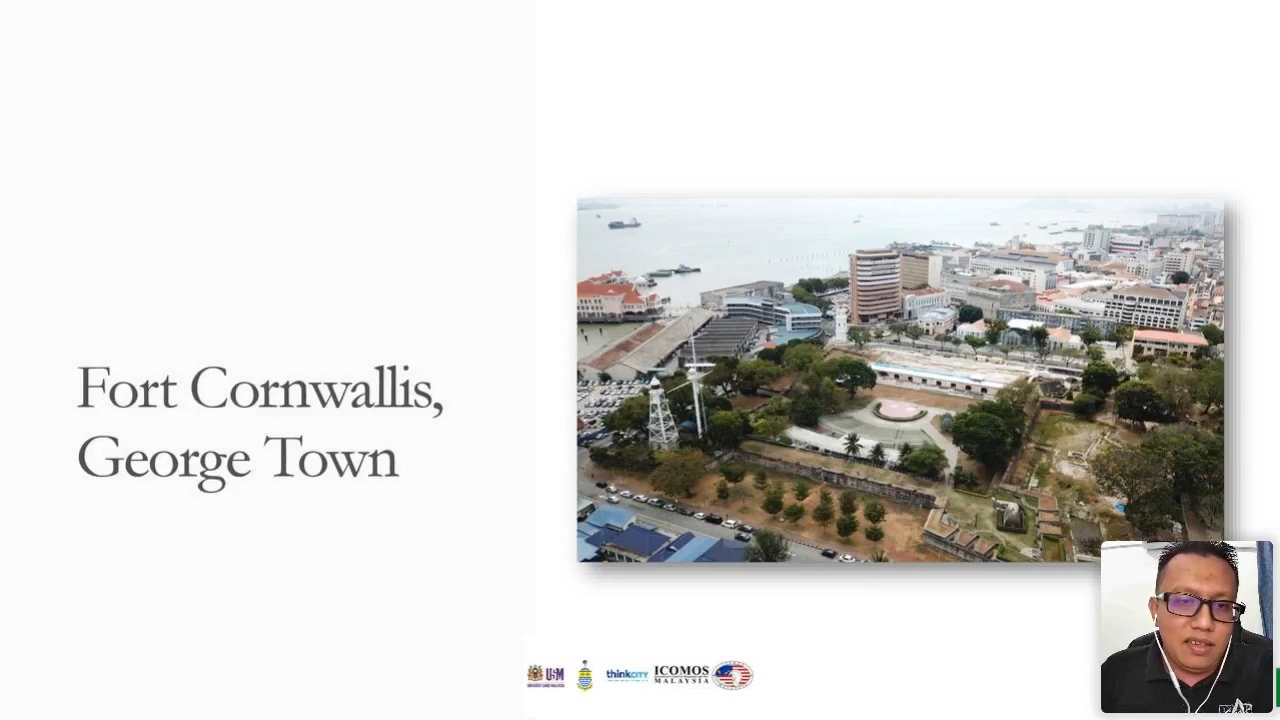 Fort Cornwallis,
George Town
USM
thinkcity
ICOMOS
MALAYSIA